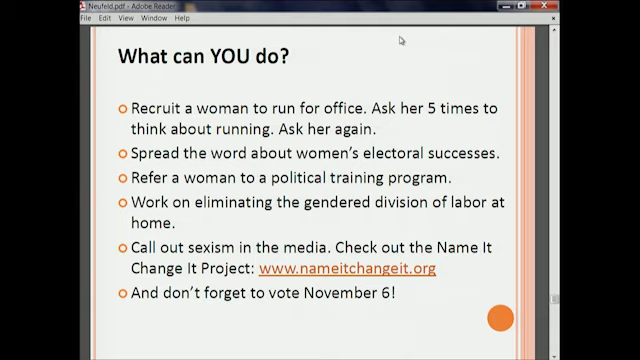 Neufeld.pdf - Adobe Reader
File Edit View Window Help
What can YOU do?
Recruit a woman to run for office. Ask her 5 times to
think about running. Ask her again.
Spread the word about women's electoral successes.
Refer a woman to a political training program.
Work on eliminating the gendered division of labor at
home.
Call out sexism in the media. Check out the Name It
Change It Project: www.nameitchangeit.org
And don't forget to vote November 6!